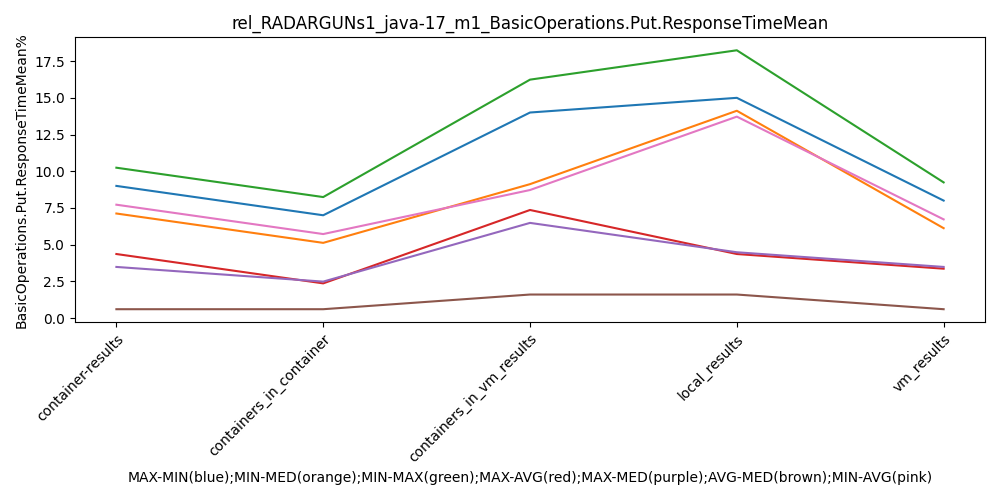 rel_RADARGUNs1_java-17_m1_BasicOperations.Put.ResponseTimeMean
BasicOperations.Put.ResponseTimeMean%
17.5
15.0
12.5
10.0
7.5
5.0
2.5
0.0
container-results
containers_in_container
containers_in_vm_results
local_results
vm_results
MAX-MIN(blue);MIN-MED(orange);MIN-MAX(green);MAX-AVG(red);MAX-MED(purple);AVG-MED(brown);MIN-AVG(pink)